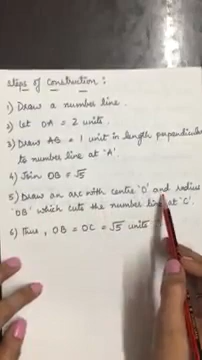 Steps of Construction :
1) Draw a number line.
2) Let OA = 2 units.
3) Draw AB = 1 unit in length perpendicular
to number line at 'A'.
4) Join OB = √5
5) Draw an arc with centre 'O' and radius
'OB' which cuts the number line at 'C'.
6) Thus, OB = OC = √5 units